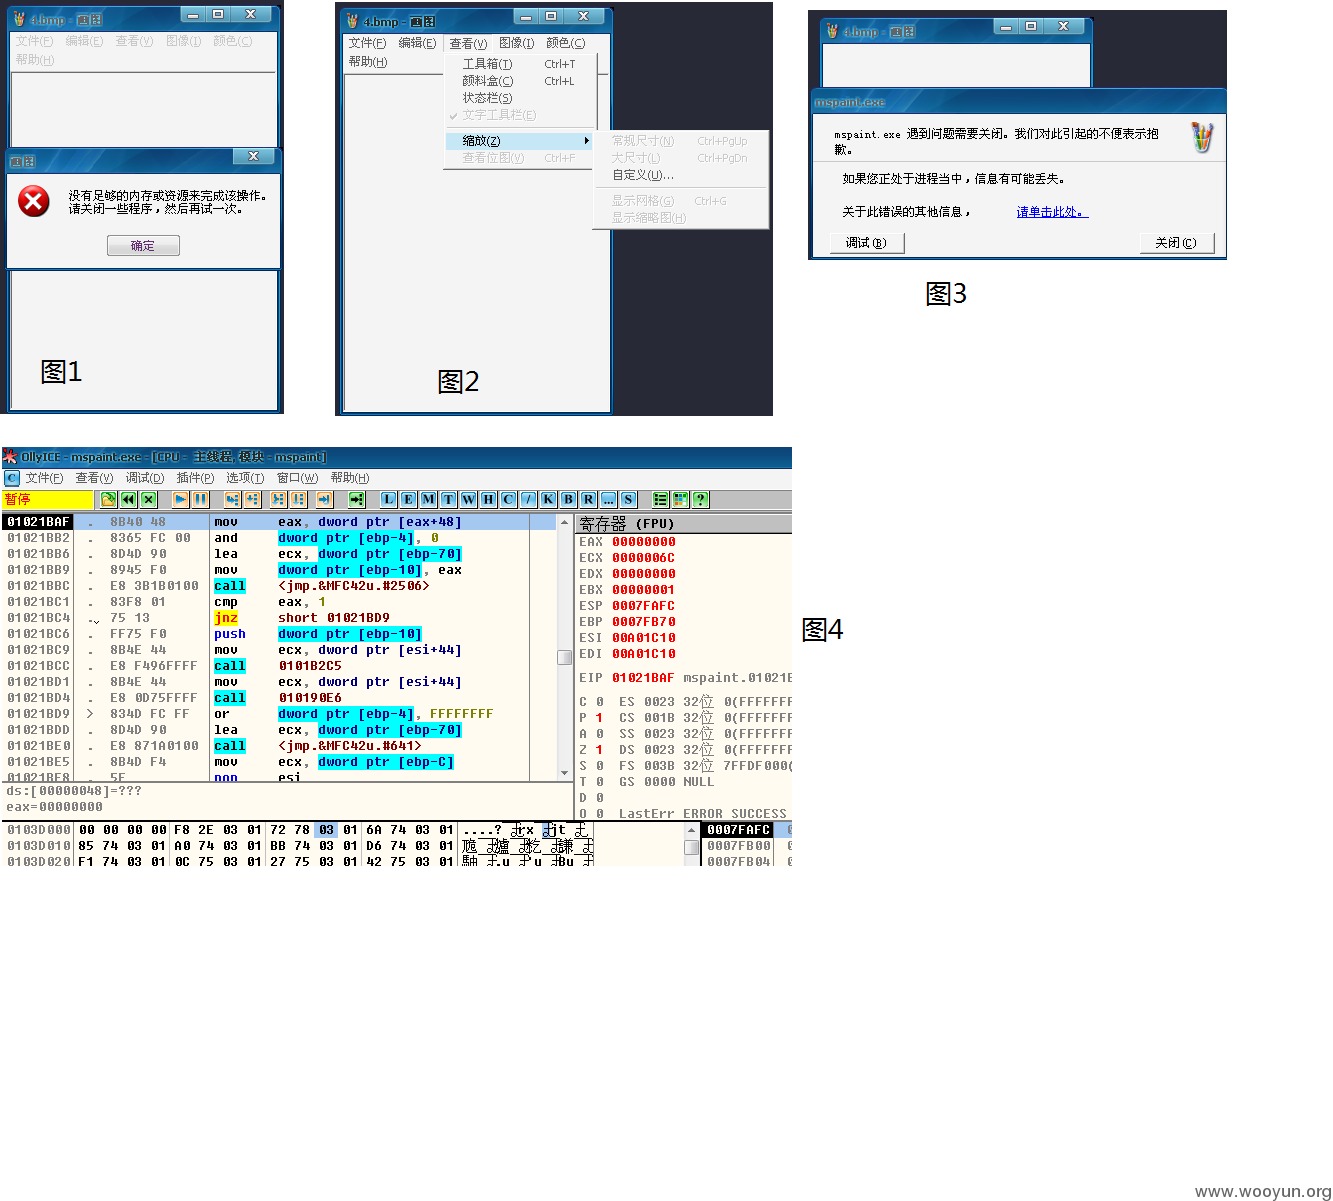 4.bmp - 画图
文件(F) 编辑(E) 查看(V) 图像(I) 颜色(C)
帮助(H)
画图
没有足够的内存或资源来完成该操作。
请关闭一些程序，然后再试一次。
确定
图1
4.bmp - 画图
文件(F) 编辑(E) 查看(V) 图像(I) 颜色(C)
帮助(H)
工具箱(T) Ctrl+T
颜料盒(C) Ctrl+L
状态栏(S)
文字工具栏(E)
缩放(Z)
查看位图(V) Ctrl+F
常规尺寸(N) Ctrl+PgUp
大尺寸(L) Ctrl+PgDn
自定义(U)...
显示网格(G) Ctrl+G
显示缩略图(H)
图2
4.bmp - 画图
mspaint.exe
mspaint.exe 遇到问题需要关闭。我们对此引起的不便表示抱
歉。
如果您正处于进程当中，信息有可能丢失。
关于此错误的其他信息， 请单击此处。
调试(B) 关闭(C)
图3
OllyICE - mspaint.exe - [CPU - 主线程, 模块 - mspaint]
C 文件(F) 查看(V) 调试(D) 插件(P) 选项(T) 窗口(W) 帮助(H)
暂停 L E M T W H C / K B R ... S ?
01021BAF . 8B40 48 mov eax, dword ptr [eax+48]
01021BB2 . 8365 FC 00 and dword ptr [ebp-4], 0
01021BB6 . 8D4D 90 lea ecx, dword ptr [ebp-70]
01021BB9 . 8945 F0 mov dword ptr [ebp-10], eax
01021BBC . E8 3B1B0100 call <jmp.&MFC42u.#2506>
01021BC1 . 83F8 01 cmp eax, 1
01021BC4 . 75 13 jnz short 01021BD9
01021BC6 . FF75 F0 push dword ptr [ebp-10]
01021BC9 . 8B4E 44 mov ecx, dword ptr [esi+44]
01021BCC . E8 F496FFFF call 0101B2C5
01021BD1 . 8B4E 44 mov ecx, dword ptr [esi+44]
01021BD4 . E8 0D75FFFF call 010190E6
01021BD9 > 834D FC FF or dword ptr [ebp-4], FFFFFFFF
01021BDD . 8D4D 90 lea ecx, dword ptr [ebp-70]
01021BE0 . E8 871A0100 call <jmp.&MFC42u.#641>
01021BE5 . 8B4D F4 mov ecx, dword ptr [ebp-C]
01021BE8 . 5E pop esi
ds:[00000048]=???
eax=00000000
寄存器 (FPU)
EAX 00000000
ECX 0000006C
EDX 00000000
EBX 00000001
ESP 0007FAFC
EBP 0007FB70
ESI 00A01C10
EDI 00A01C10
EIP 01021BAF mspaint.01021B
C 0 ES 0023 32位 0(FFFFFFF
P 1 CS 001B 32位 0(FFFFFFF
A 0 SS 0023 32位 0(FFFFFFF
Z 1 DS 0023 32位 0(FFFFFFF
S 0 FS 003B 32位 7FFDF000(
T 0 GS 0000 NULL
D 0
O 0 LastErr ERROR_SUCCESS
0103D000 00 00 00 00 F8 2E 03 01 72 78 03 01 6A 74 03 01
0103D010 85 74 03 01 A0 74 03 01 BB 74 03 01 D6 74 03 01
0103D020 F1 74 03 01 0C 75 03 01 27 75 03 01 42 75 03 01
0007FAFC
0007FB00
0007FB04
图4
www.wooyun.org